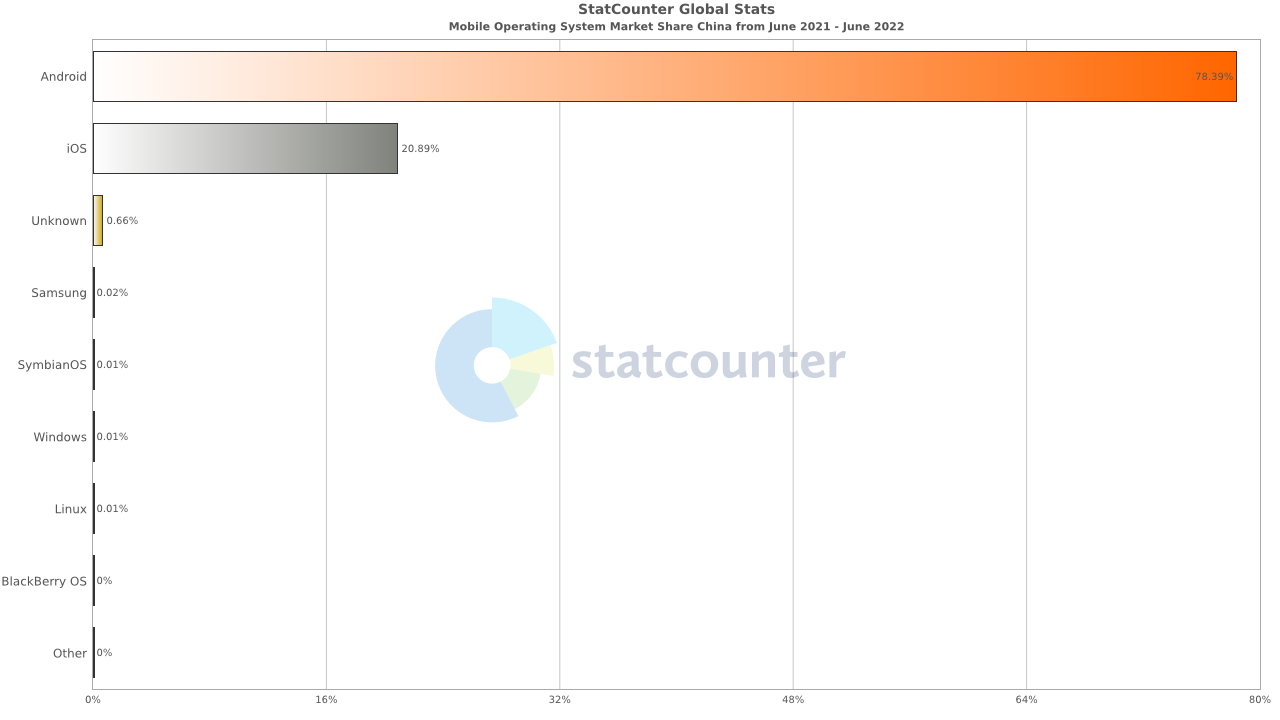 StatCounter Global Stats
Mobile Operating System Market Share China from June 2021 - June 2022
Android 78.39%
iOS 20.89%
Unknown 0.66%
Samsung 0.02%
SymbianOS 0.01%
statcounter
Windows 0.01%
Linux 0.01%
BlackBerry OS 0%
Other 0%
0% 16% 32% 48% 64% 80%